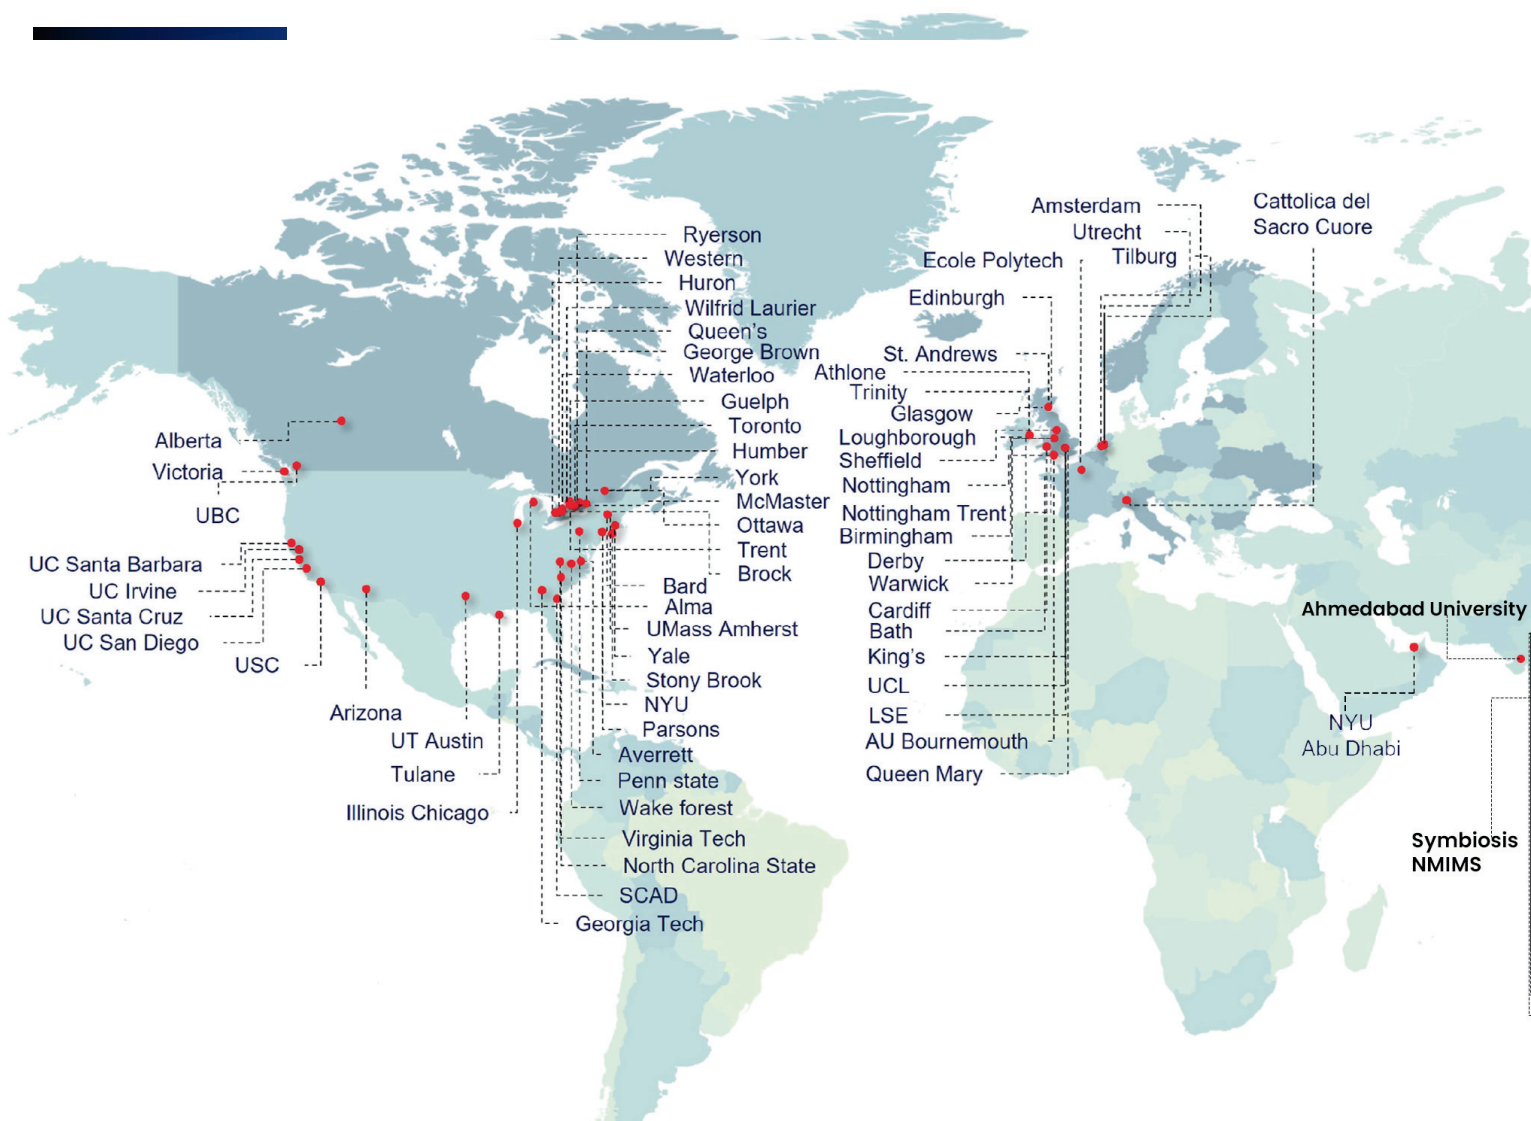 Alberta
Victoria
UBC
UC Santa Barbara
UC Irvine
UC Santa Cruz
UC San Diego
USC
Arizona
UT Austin
Tulane
Illinois Chicago
Ryerson
Western
Huron
Wilfrid Laurier
Queen's
George Brown
Waterloo
Guelph
Toronto
Humber
York
McMaster
Ottawa
Trent
Brock
Bard
Alma
UMass Amherst
Yale
Stony Brook
NYU
Parsons
Averrett
Penn state
Wake forest
Virginia Tech
North Carolina State
SCAD
Georgia Tech
Amsterdam
Utrecht
Tilburg
Ecole Polytech
Edinburgh
St. Andrews
Athlone
Trinity
Glasgow
Loughborough
Sheffield
Nottingham
Nottingham Trent
Birmingham
Derby
Warwick
Cardiff
Bath
King's
UCL
LSE
AU Bournemouth
Queen Mary
Cattolica del
Sacro Cuore
Ahmedabad University
NYU
Abu Dhabi
Symbiosis
NMIMS